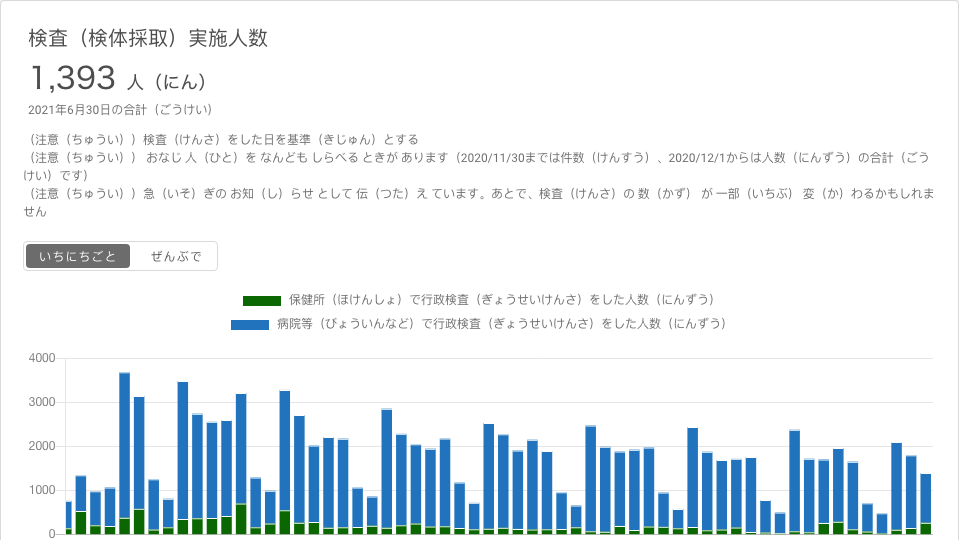 検査（検体採取）実施人数
1,393 人（にん）
2021年6月30日の合計（ごうけい）
（注意（ちゅうい））検査（けんさ）をした日を基準（きじゅん）とする
（注意（ちゅうい）） おなじ 人（ひと）を なんども しらべる ときが あります（2020/11/30までは件数（けんすう）、2020/12/1からは人数（にんずう）の合計（ごう
けい）です）
（注意（ちゅうい））急（いそ）ぎの お知（し）らせ として 伝（つた）え ています。あとで、検査（けんさ）の 数（かず） が 一部（いちぶ） 変（か）わるかもしれま
せん
いちにちごと ぜんぶで
保健所（ほけんしょ）で行政検査（ぎょうせいけんさ）をした人数（にんずう）
病院等（びょういんなど）で行政検査（ぎょうせいけんさ）をした人数（にんずう）
4000
3000
2000
1000
0